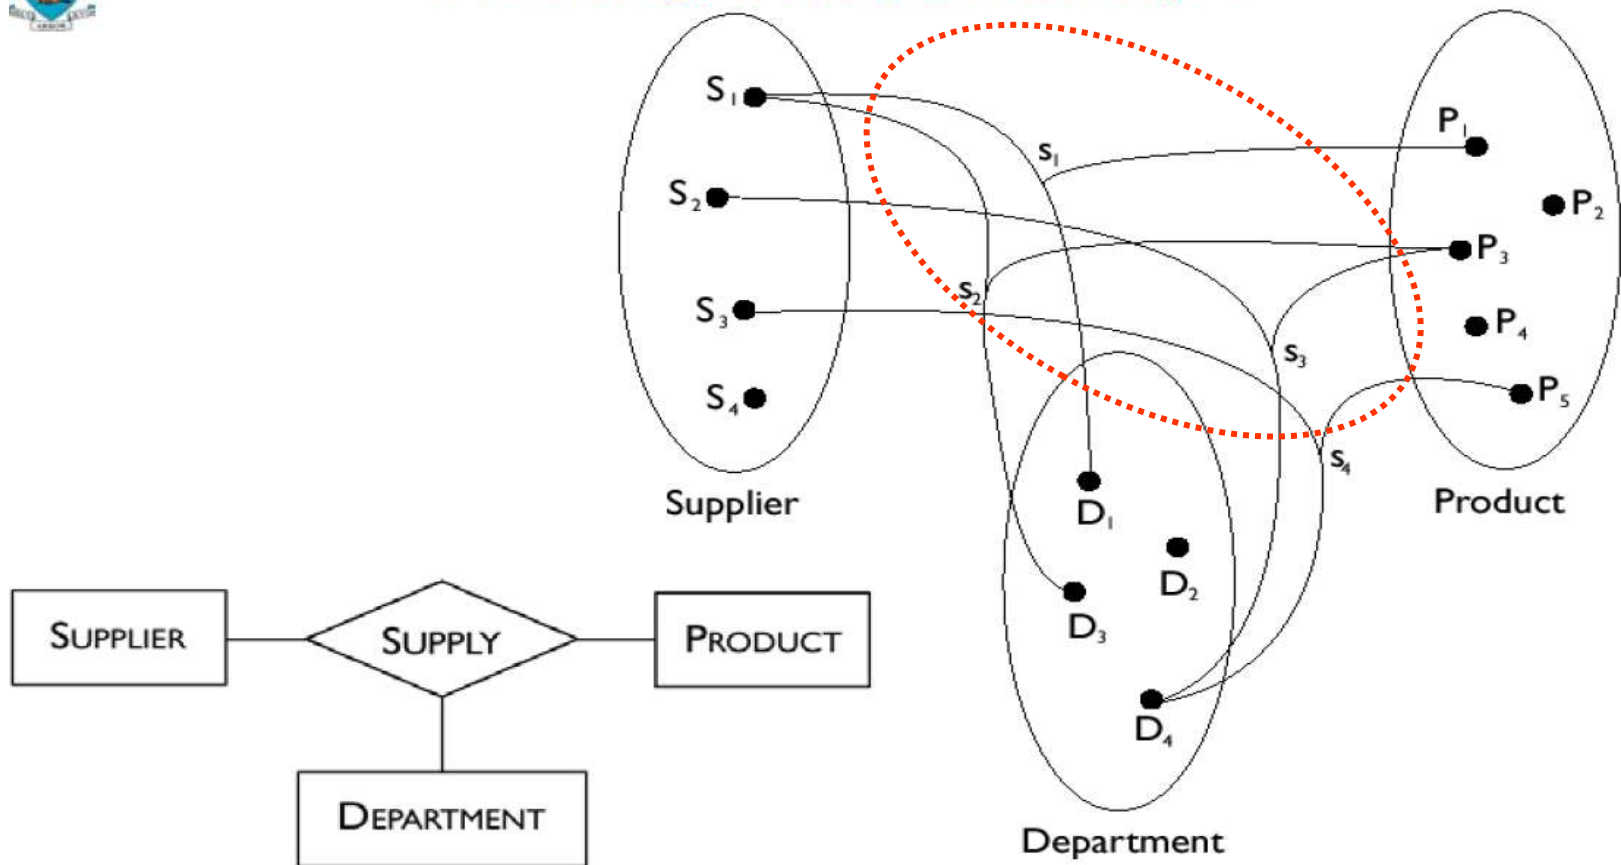 S₁
S₂
S₃
S₄
Supplier
s₁
s₂
s₃
s₄
P₁
P₂
P₃
P₄
P₅
Product
D₁
D₂
D₃
D₄
Department
SUPPLIER
SUPPLY
PRODUCT
DEPARTMENT